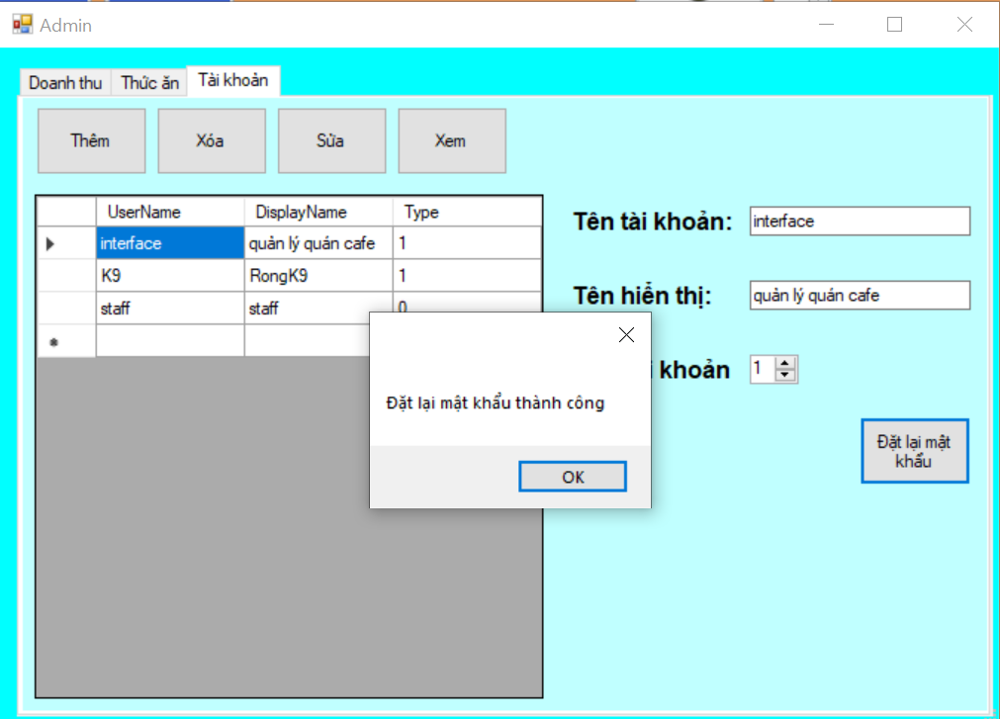 Admin
Doanh thu Thức ăn Tài khoản
Thêm Xóa Sửa Xem
UserName DisplayName Type
interface quản lý quán cafe 1
K9 RongK9 1
staff staff 0
Tên tài khoản: interface
Tên hiển thị: quản lý quán cafe
khoản 1
Đặt lại mật
khẩu
Đặt lại mật khẩu thành công
OK